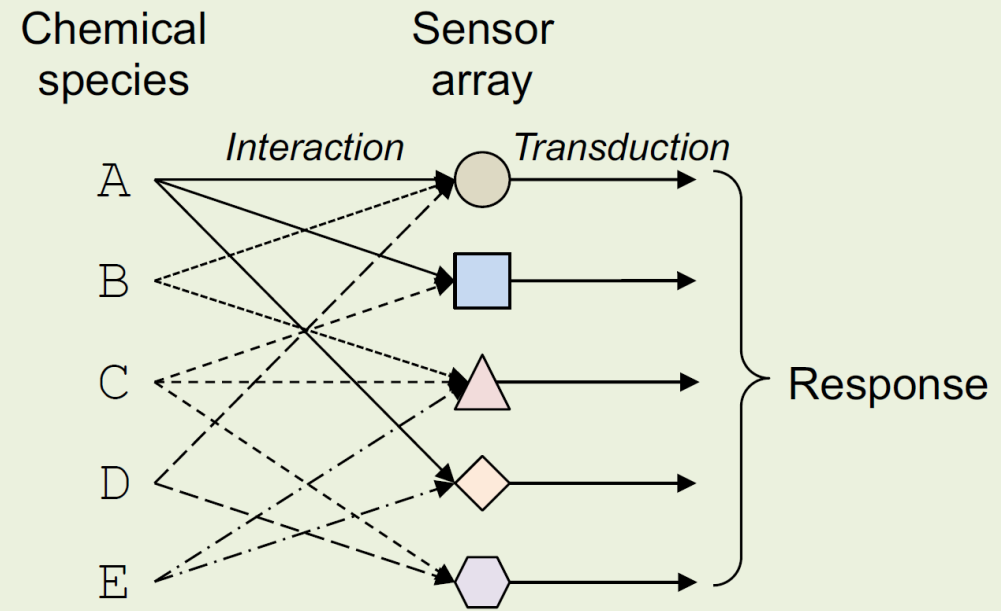 Chemical
species
Sensor
array
Interaction
Transduction
A
B
C
D
E
Response